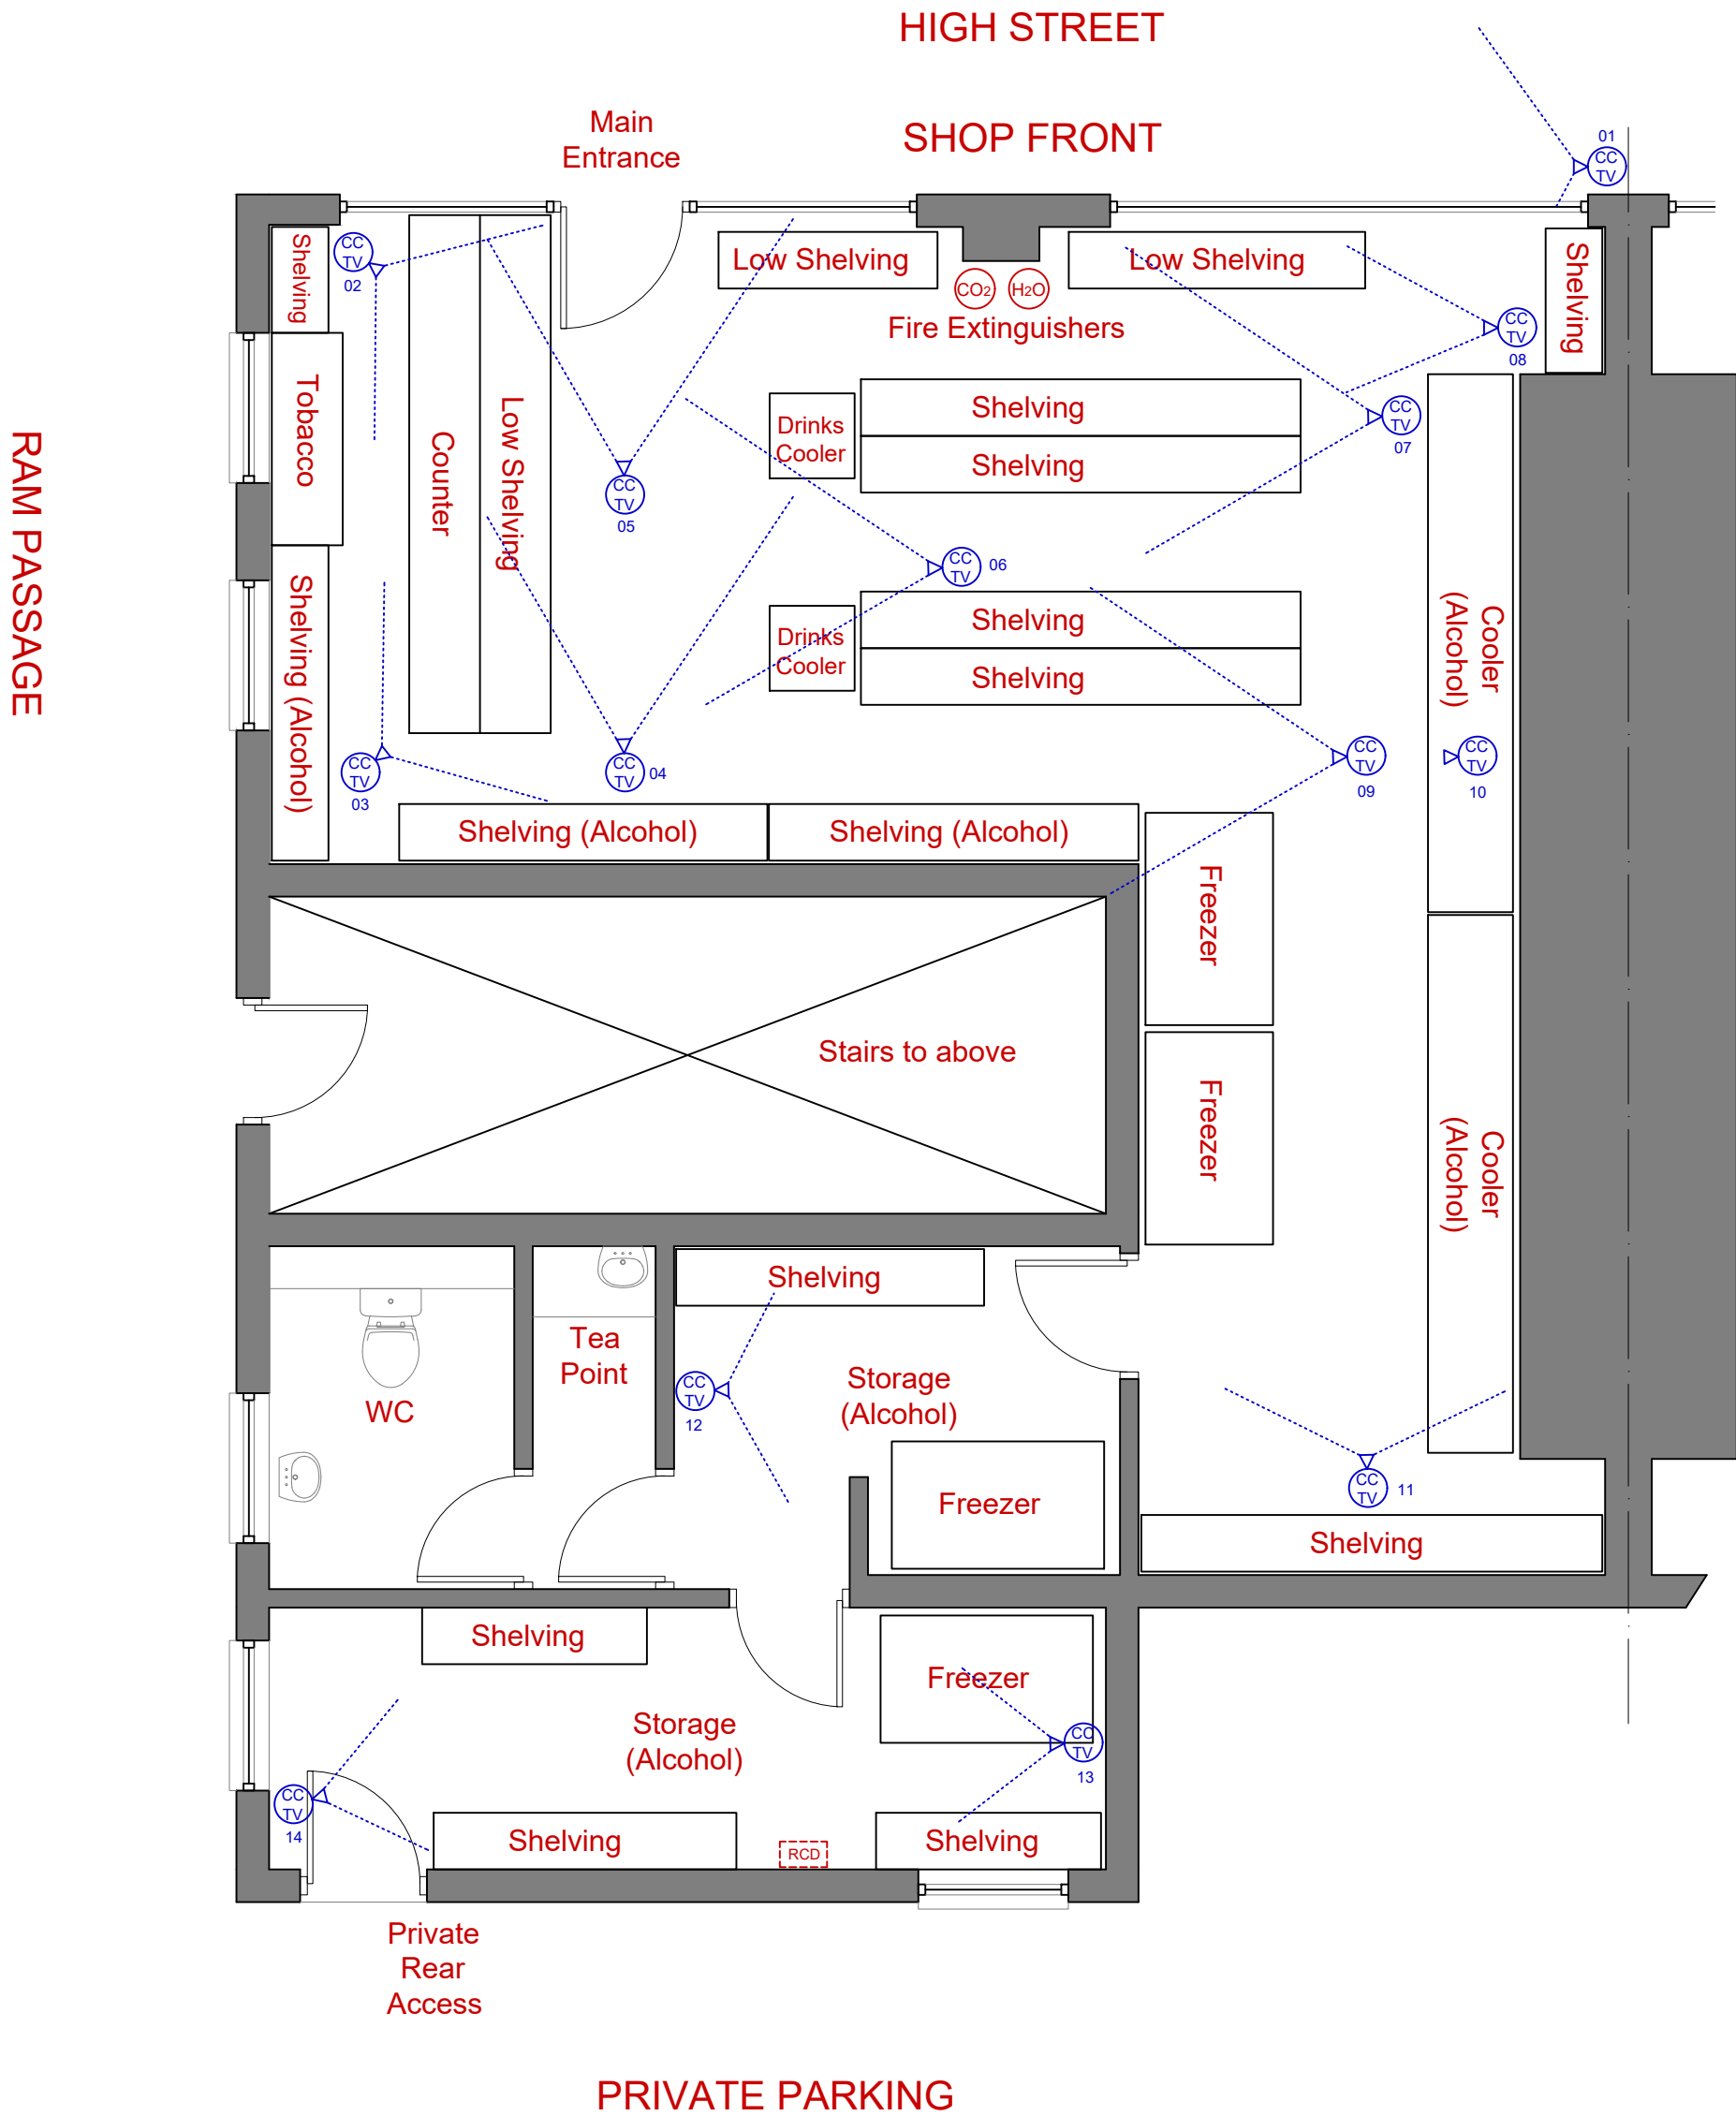 HIGH STREET
SHOP FRONT
Main
Entrance
01
CC
TV
Shelving
CC
TV
02
Low Shelving
CO2
H2O
Fire Extinguishers
Low Shelving
Shelving
CC
TV
08
RAM PASSAGE
Tobacco
Counter
Low Shelving
Drinks
Cooler
Shelving
Shelving
CC
TV
07
CC
TV
05
CC
TV
06
Shelving (Alcohol)
Drinks
Cooler
Shelving
Shelving
Cooler
(Alcohol)
CC
TV
03
CC
TV
04
CC
TV
09
CC
TV
10
Shelving (Alcohol)
Shelving (Alcohol)
Freezer
Stairs to above
Freezer
Cooler
(Alcohol)
Shelving
Tea
Point
WC
CC
TV
12
Storage
(Alcohol)
Freezer
CC
TV
11
Shelving
Shelving
Freezer
Storage
(Alcohol)
CC
TV
13
CC
TV
14
Shelving
RCD
Shelving
Private
Rear
Access
PRIVATE PARKING